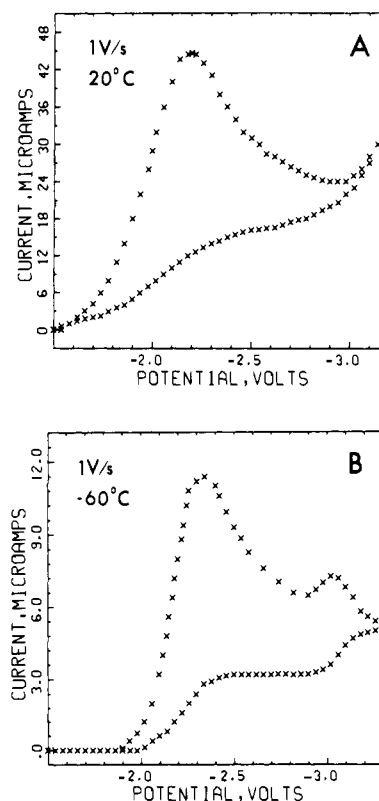 A
1V/s
20°C
CURRENT, MICROAMPS
48
42
36
30
24
18
12
6
0
-2.0
-2.5
-3.0
POTENTIAL, VOLTS
B
1V/s
-60°C
CURRENT, MICROAMPS
12.0
9.0
6.0
3.0
.0
-2.0
-2.5
-3.0
POTENTIAL, VOLTS